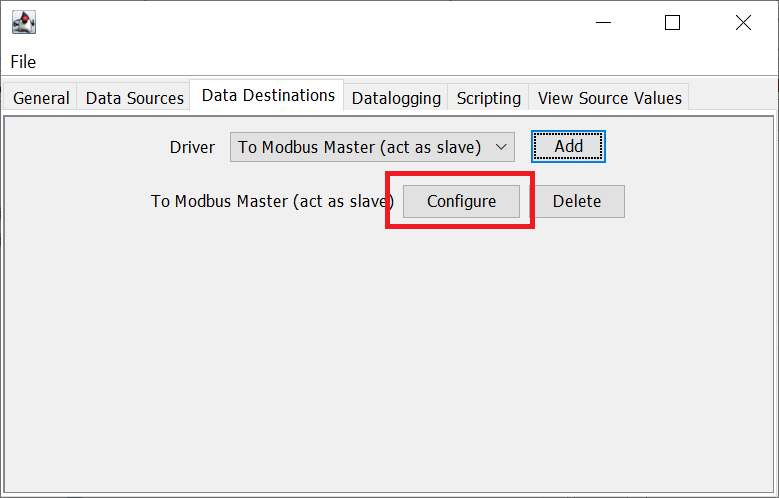 File
General Data Sources Data Destinations Datalogging Scripting View Source Values
Driver To Modbus Master (act as slave) Add
To Modbus Master (act as slave) Configure Delete